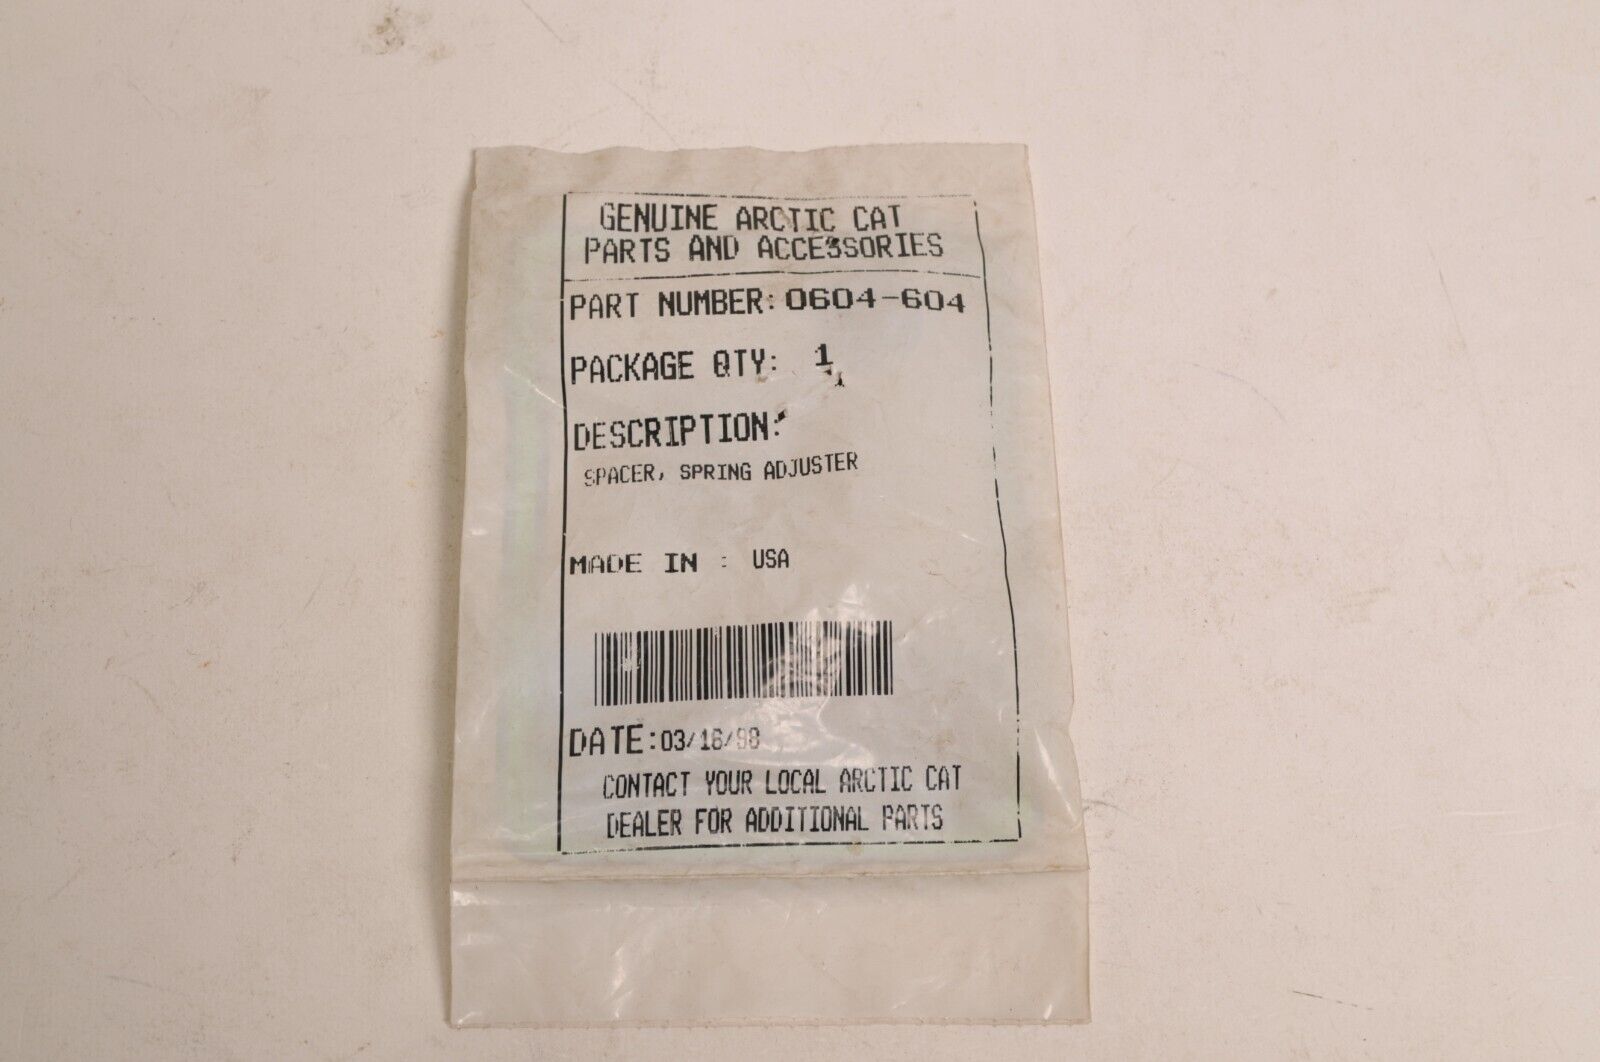 GENUINE ARCTIC CAT
PARTS AND ACCESSORIES
PART NUMBER: 0604-604
PACKAGE QTY: 1
DESCRIPTION:
SPACER, SPRING ADJUSTER
MADE IN : USA
DATE: 03/16/98
CONTACT YOUR LOCAL ARCTIC CAT
DEALER FOR ADDITIONAL PARTS